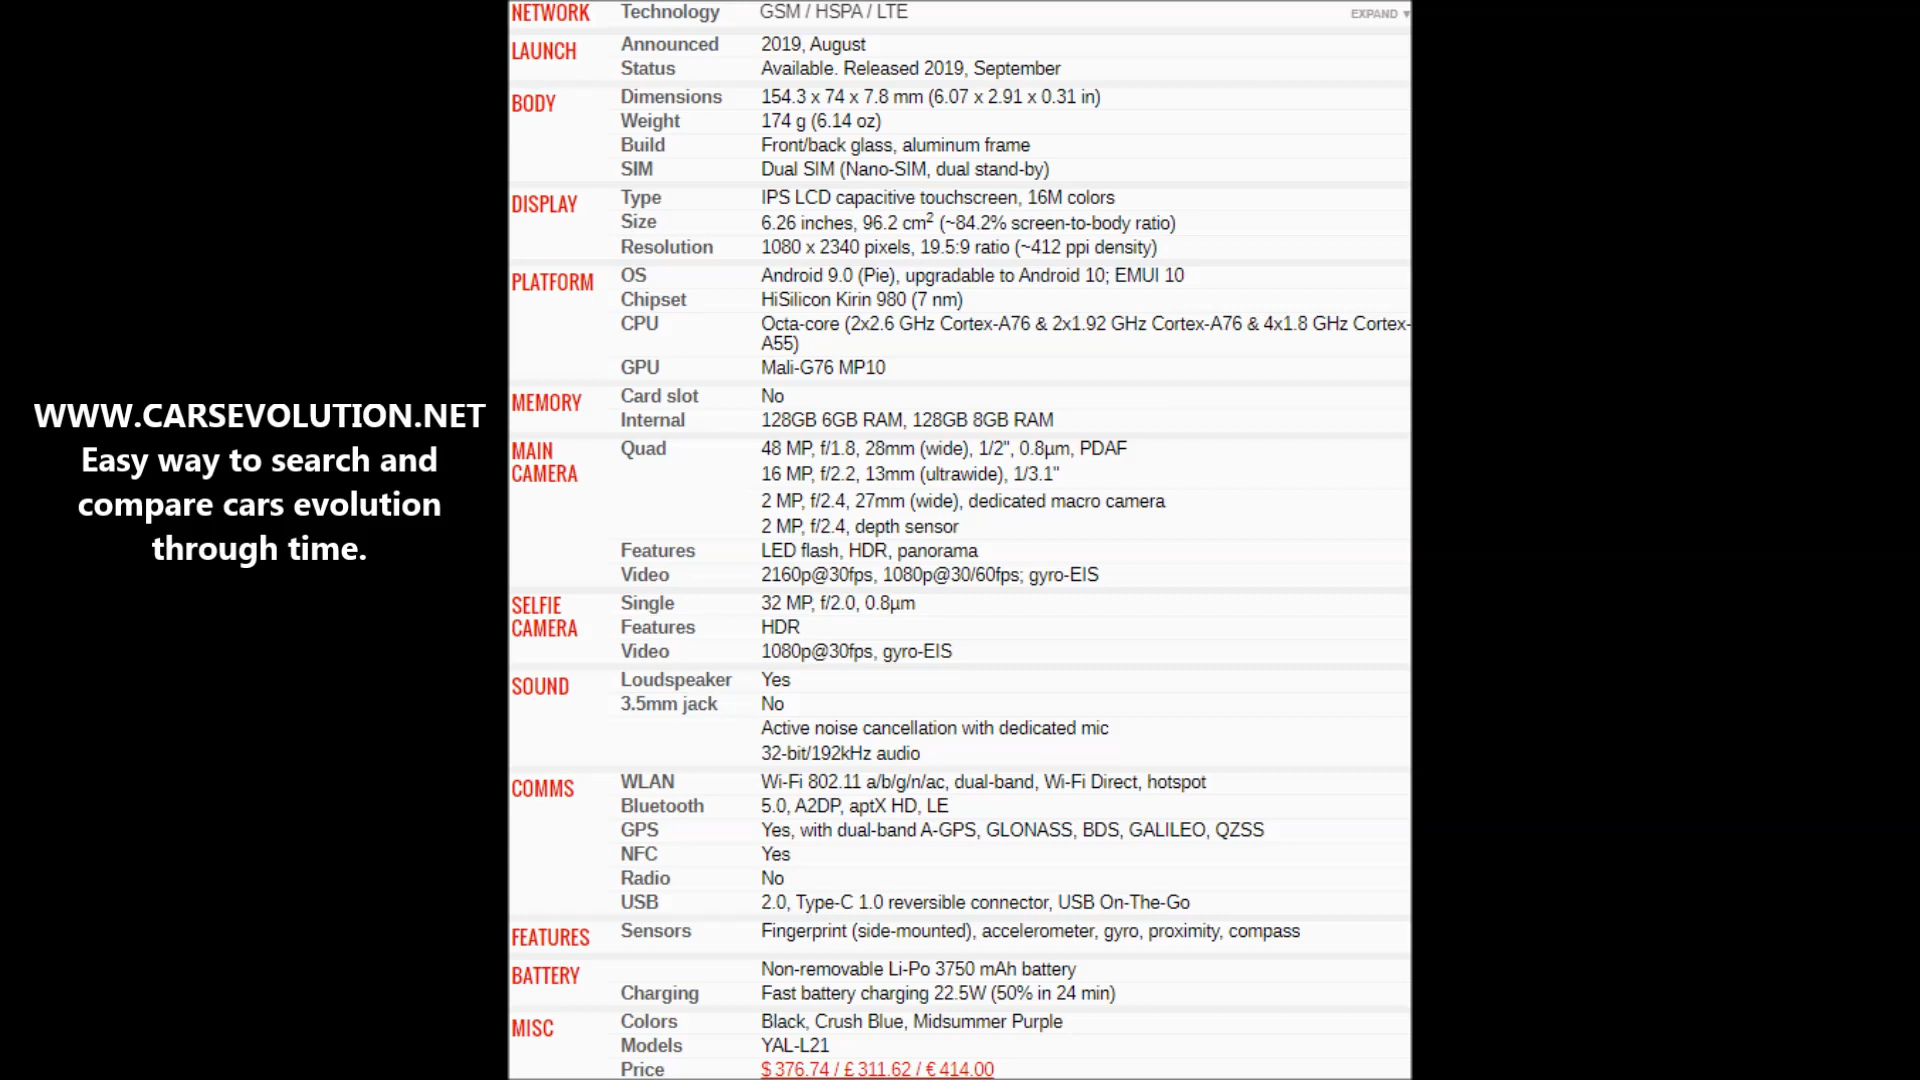 NETWORK Technology GSM / HSPA / LTE EXPAND ▼
LAUNCH Announced 2019, August
Status Available. Released 2019, September
BODY Dimensions 154.3 x 74 x 7.8 mm (6.07 x 2.91 x 0.31 in)
Weight 174 g (6.14 oz)
Build Front/back glass, aluminum frame
SIM Dual SIM (Nano-SIM, dual stand-by)
DISPLAY Type IPS LCD capacitive touchscreen, 16M colors
Size 6.26 inches, 96.2 cm² (~84.2% screen-to-body ratio)
Resolution 1080 x 2340 pixels, 19.5:9 ratio (~412 ppi density)
PLATFORM OS Android 9.0 (Pie), upgradable to Android 10; EMUI 10
Chipset HiSilicon Kirin 980 (7 nm)
CPU Octa-core (2x2.6 GHz Cortex-A76 & 2x1.92 GHz Cortex-A76 & 4x1.8 GHz Cortex-
A55)
GPU Mali-G76 MP10
MEMORY Card slot No
Internal 128GB 6GB RAM, 128GB 8GB RAM
MAIN CAMERA Quad 48 MP, f/1.8, 28mm (wide), 1/2", 0.8µm, PDAF
16 MP, f/2.2, 13mm (ultrawide), 1/3.1"
2 MP, f/2.4, 27mm (wide), dedicated macro camera
2 MP, f/2.4, depth sensor
Features LED flash, HDR, panorama
Video 2160p@30fps, 1080p@30/60fps; gyro-EIS
SELFIE CAMERA Single 32 MP, f/2.0, 0.8µm
Features HDR
Video 1080p@30fps, gyro-EIS
SOUND Loudspeaker Yes
3.5mm jack No
Active noise cancellation with dedicated mic
32-bit/192kHz audio
COMMS WLAN Wi-Fi 802.11 a/b/g/n/ac, dual-band, Wi-Fi Direct, hotspot
Bluetooth 5.0, A2DP, aptX HD, LE
GPS Yes, with dual-band A-GPS, GLONASS, BDS, GALILEO, QZSS
NFC Yes
Radio No
USB 2.0, Type-C 1.0 reversible connector, USB On-The-Go
FEATURES Sensors Fingerprint (side-mounted), accelerometer, gyro, proximity, compass
BATTERY Non-removable Li-Po 3750 mAh battery
Charging Fast battery charging 22.5W (50% in 24 min)
MISC Colors Black, Crush Blue, Midsummer Purple
Models YAL-L21
Price $ 376.74 / £ 311.62 / € 414.00
WWW.CARSEVOLUTION.NET
Easy way to search and
compare cars evolution
through time.